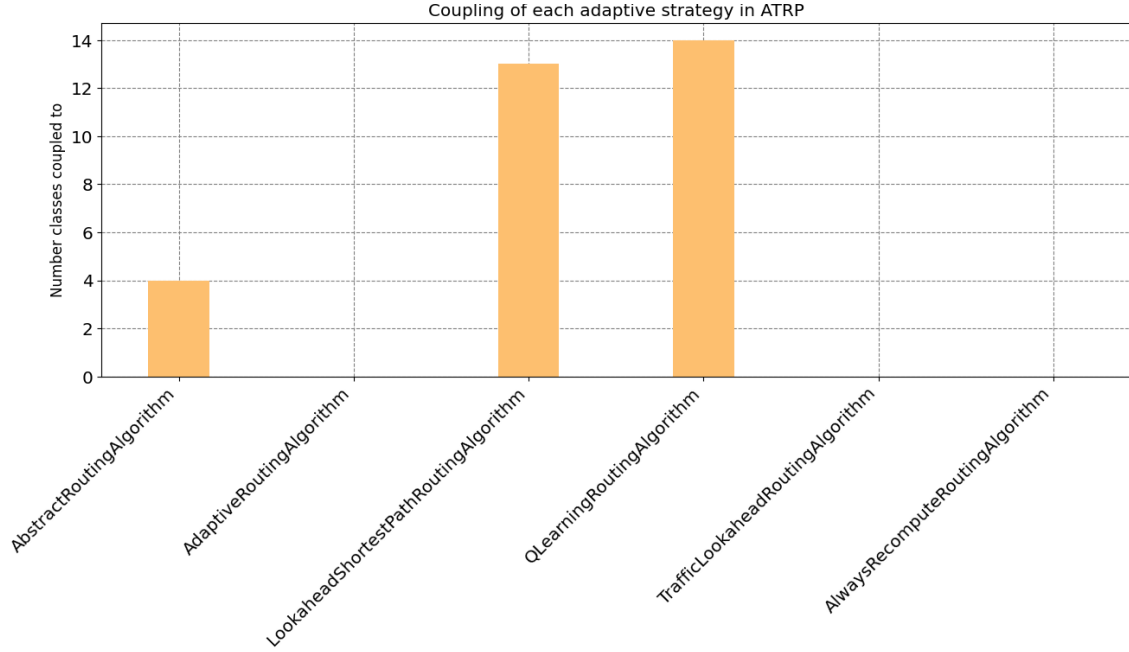 Coupling of each adaptive strategy in ATRP
Number classes coupled to
14
12
10
8
6
4
2
0
AbstractRoutingAlgorithm
AdaptiveRoutingAlgorithm
LookaheadShortestPathRoutingAlgorithm
QLearningRoutingAlgorithm
TrafficLookaheadRoutingAlgorithm
AlwaysRecomputeRoutingAlgorithm